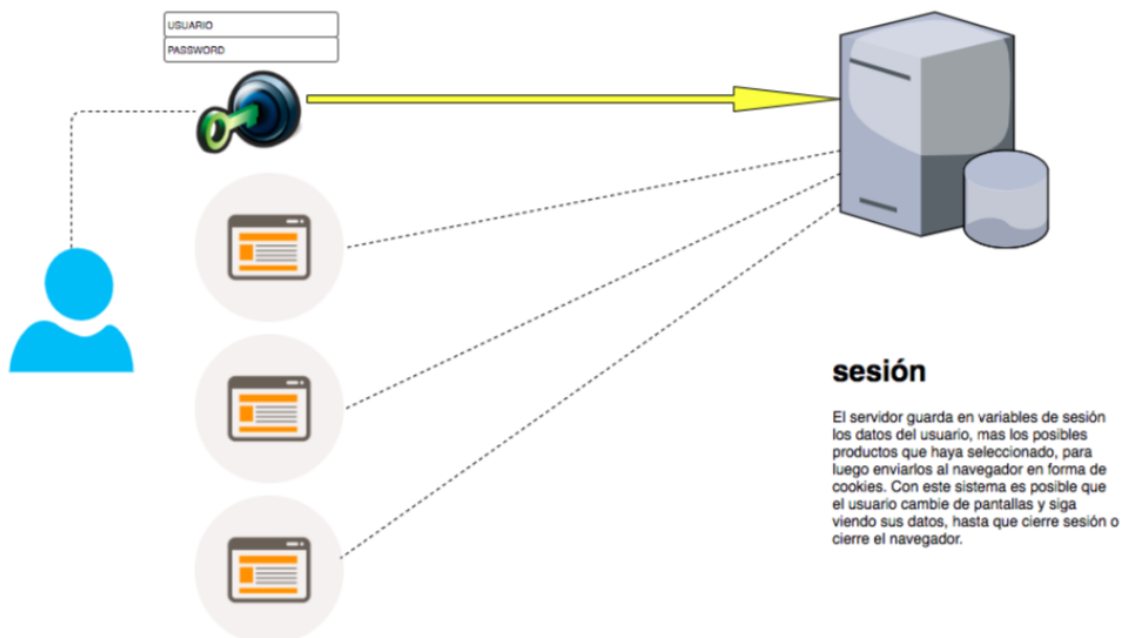 USUARIO
PASSWORD
sesión
El servidor guarda en variables de sesión
los datos del usuario, mas los posibles
productos que haya seleccionado, para
luego enviarlos al navegador en forma de
cookies. Con este sistema es posible que
el usuario cambie de pantallas y siga
viendo sus datos, hasta que cierre sesión o
cierre el navegador.